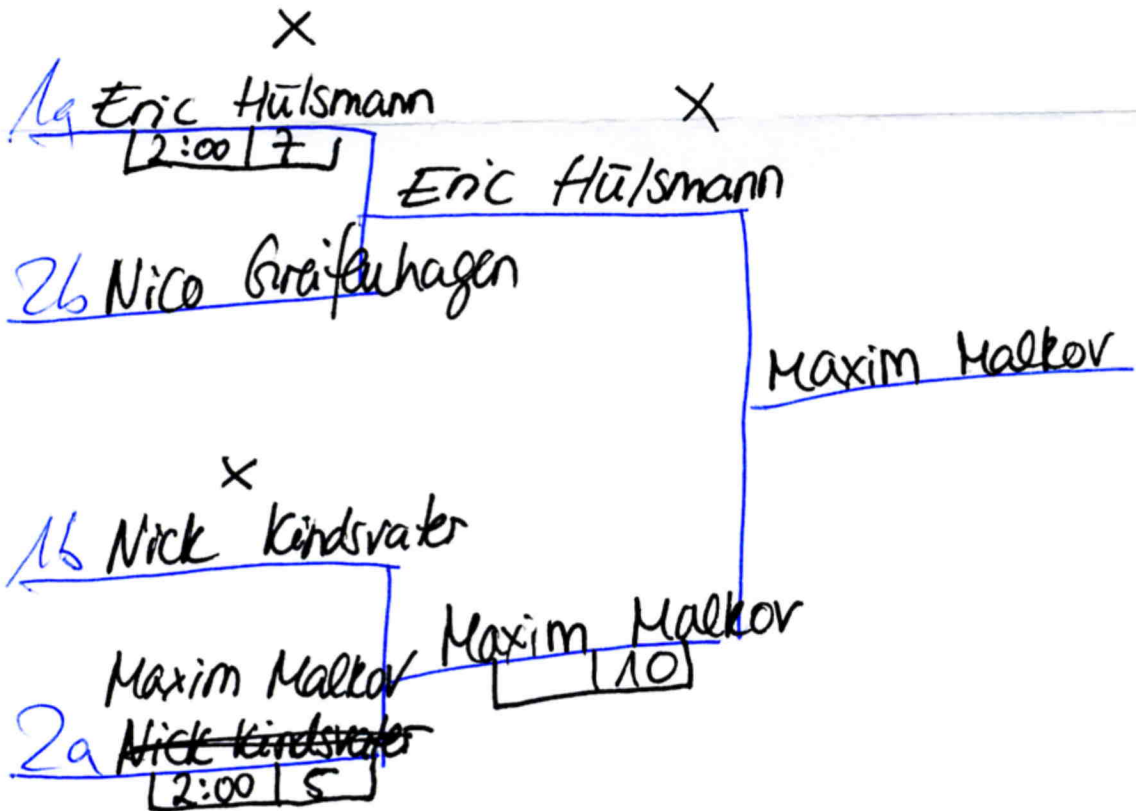 X
1a Eric Hülsmann
2:00 7
X
Eric Hülsmann
2b Nico Greifenhagen
Maxim Malkov
X
1b Nick Kindsvater
Maxim Malkov
10
Maxim Malkov
2a Nick Kindsvater
2:00 5